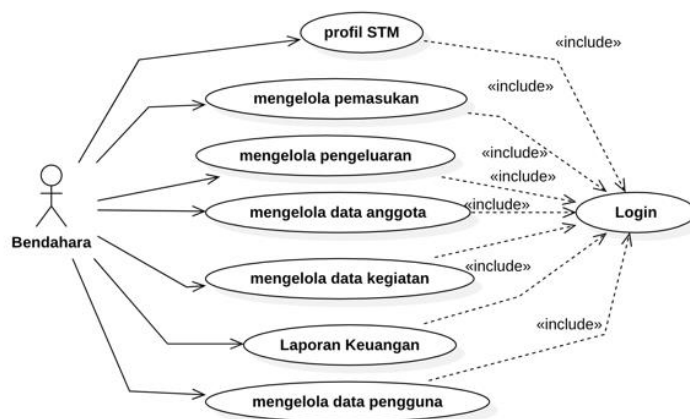 profil STM
«include»
mengelola pemasukan
«include»
mengelola pengeluaran
«include»
«include»
mengelola data anggota
«include»
Login
Bendahara
mengelola data kegiatan
«include»
Laporan Keuangan
«include»
mengelola data pengguna